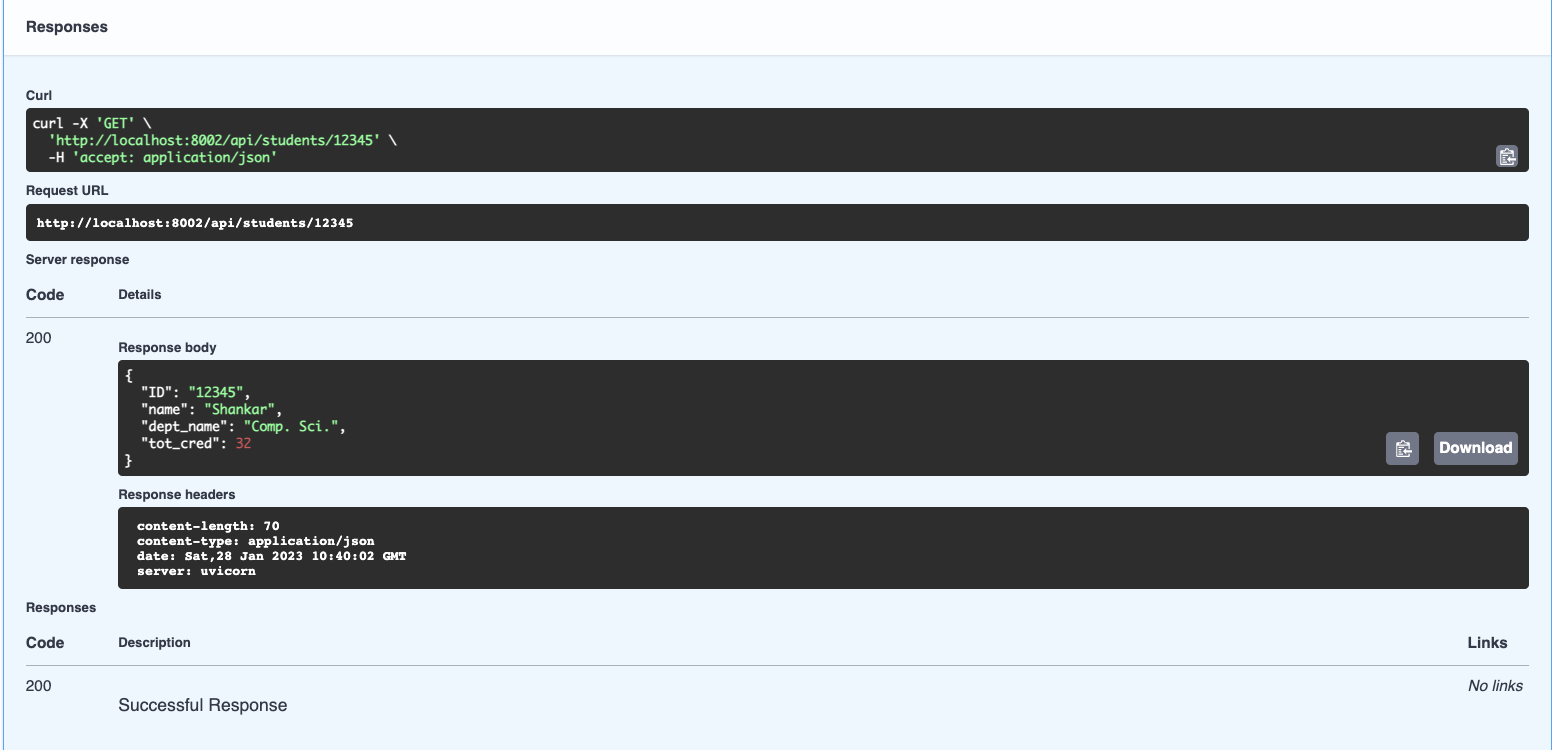 Responses
Curl
curl -X 'GET' \
  'http://localhost:8002/api/students/12345' \
  -H 'accept: application/json'
Request URL
http://localhost:8002/api/students/12345
Server response
Code Details
200
Response body
{
  "ID": "12345",
  "name": "Shankar",
  "dept_name": "Comp. Sci.",
  "tot_cred": 32
}
Download
Response headers
content-length: 70
content-type: application/json
date: Sat,28 Jan 2023 10:40:02 GMT
server: uvicorn
Responses
Code Description Links
200 No links
Successful Response